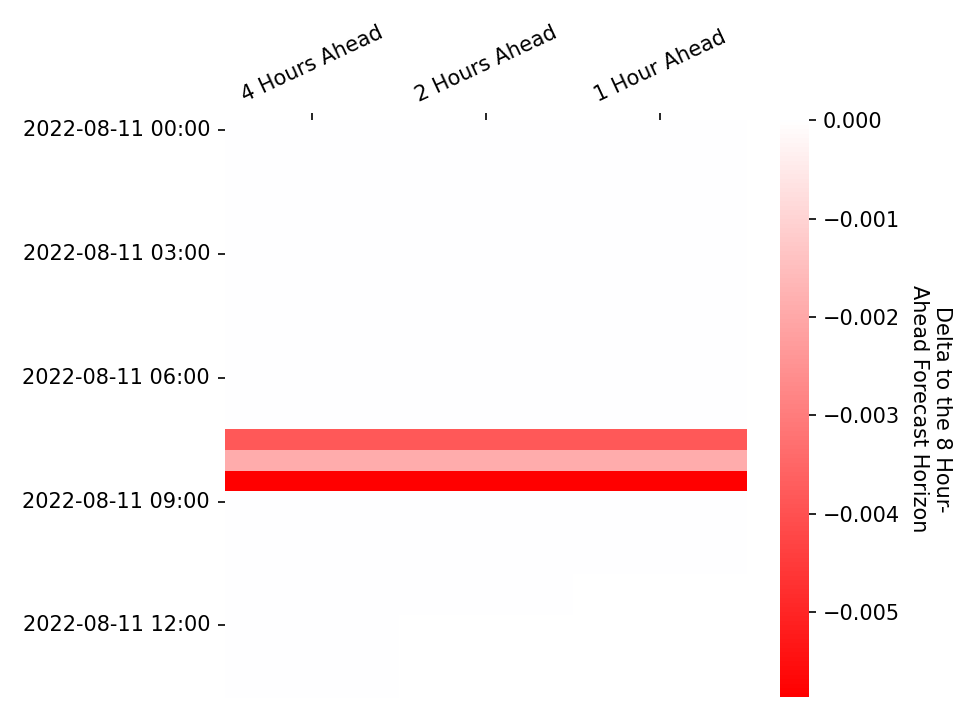 4 Hours Ahead
2 Hours Ahead
1 Hour Ahead
2022-08-11 00:00
2022-08-11 03:00
2022-08-11 06:00
2022-08-11 09:00
2022-08-11 12:00
0.000
−0.001
−0.002
−0.003
−0.004
−0.005
Delta to the 8 Hour-
Ahead Forecast Horizon